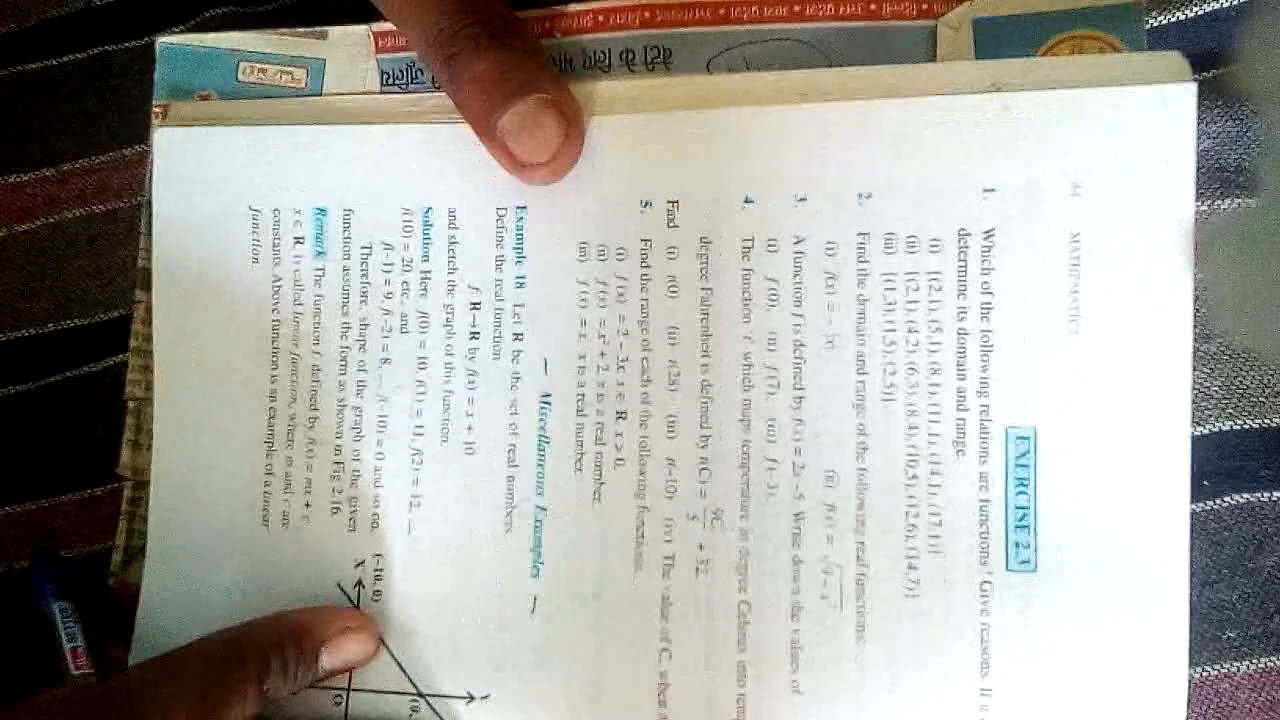 44 MATHEMATICS
EXERCISE 2.3
1. Which of the following relations are functions? Give reasons. If it
determine its domain and range.
(i) {(2,1), (5,1), (8,1), (11,1), (14,1), (17,1)}
(ii) {(2,1), (4,2), (6,3), (8,4), (10,5), (12,6), (14,7)}
(iii) {(1,3), (1,5), (2,5)}
2. Find the domain and range of the following real functions:
(i) f(x) = – |x| (ii) f(x) = √9 – x²
3. A function f is defined by f(x) = 2x –5. Write down the values of
(i) f (0), (ii) f (7), (iii) f (–3).
4. The function t which maps temperature in degree Celsius into temp
degree Fahrenheit is defined by t(C) = 9C/5 + 32.
Find (i) t(0) (ii) t(28) (iii) t(–10) (iv) The value of C, when
5. Find the range of each of the following functions.
(i) f (x) = 2 – 3x, x ∈ R, x > 0.
(ii) f (x) = x² + 2, x is a real number.
(iii) f (x) = x, x is a real number.
Miscellaneous Examples
Example 18 Let R be the set of real numbers.
Define the real function
f: R→R by f(x) = x + 10
and sketch the graph of this function.
Solution Here f(0) = 10, f(1) = 11, f(2) = 12, ...
f(10) = 20, etc., and
f(–1) = 9, f(–2) = 8, ... f(–10) = 0 and so on.
Therefore, shape of the graph of the given
function assumes the form as shown in Fig 2.16.
Remark The function f defined by f(x) = mx + c,
x ∈ R, is called linear function, where m and c are
constants. Above function is an example of a linear
function.
(–10, 0)
X'
Y
(0,
O
बेटी के लिए